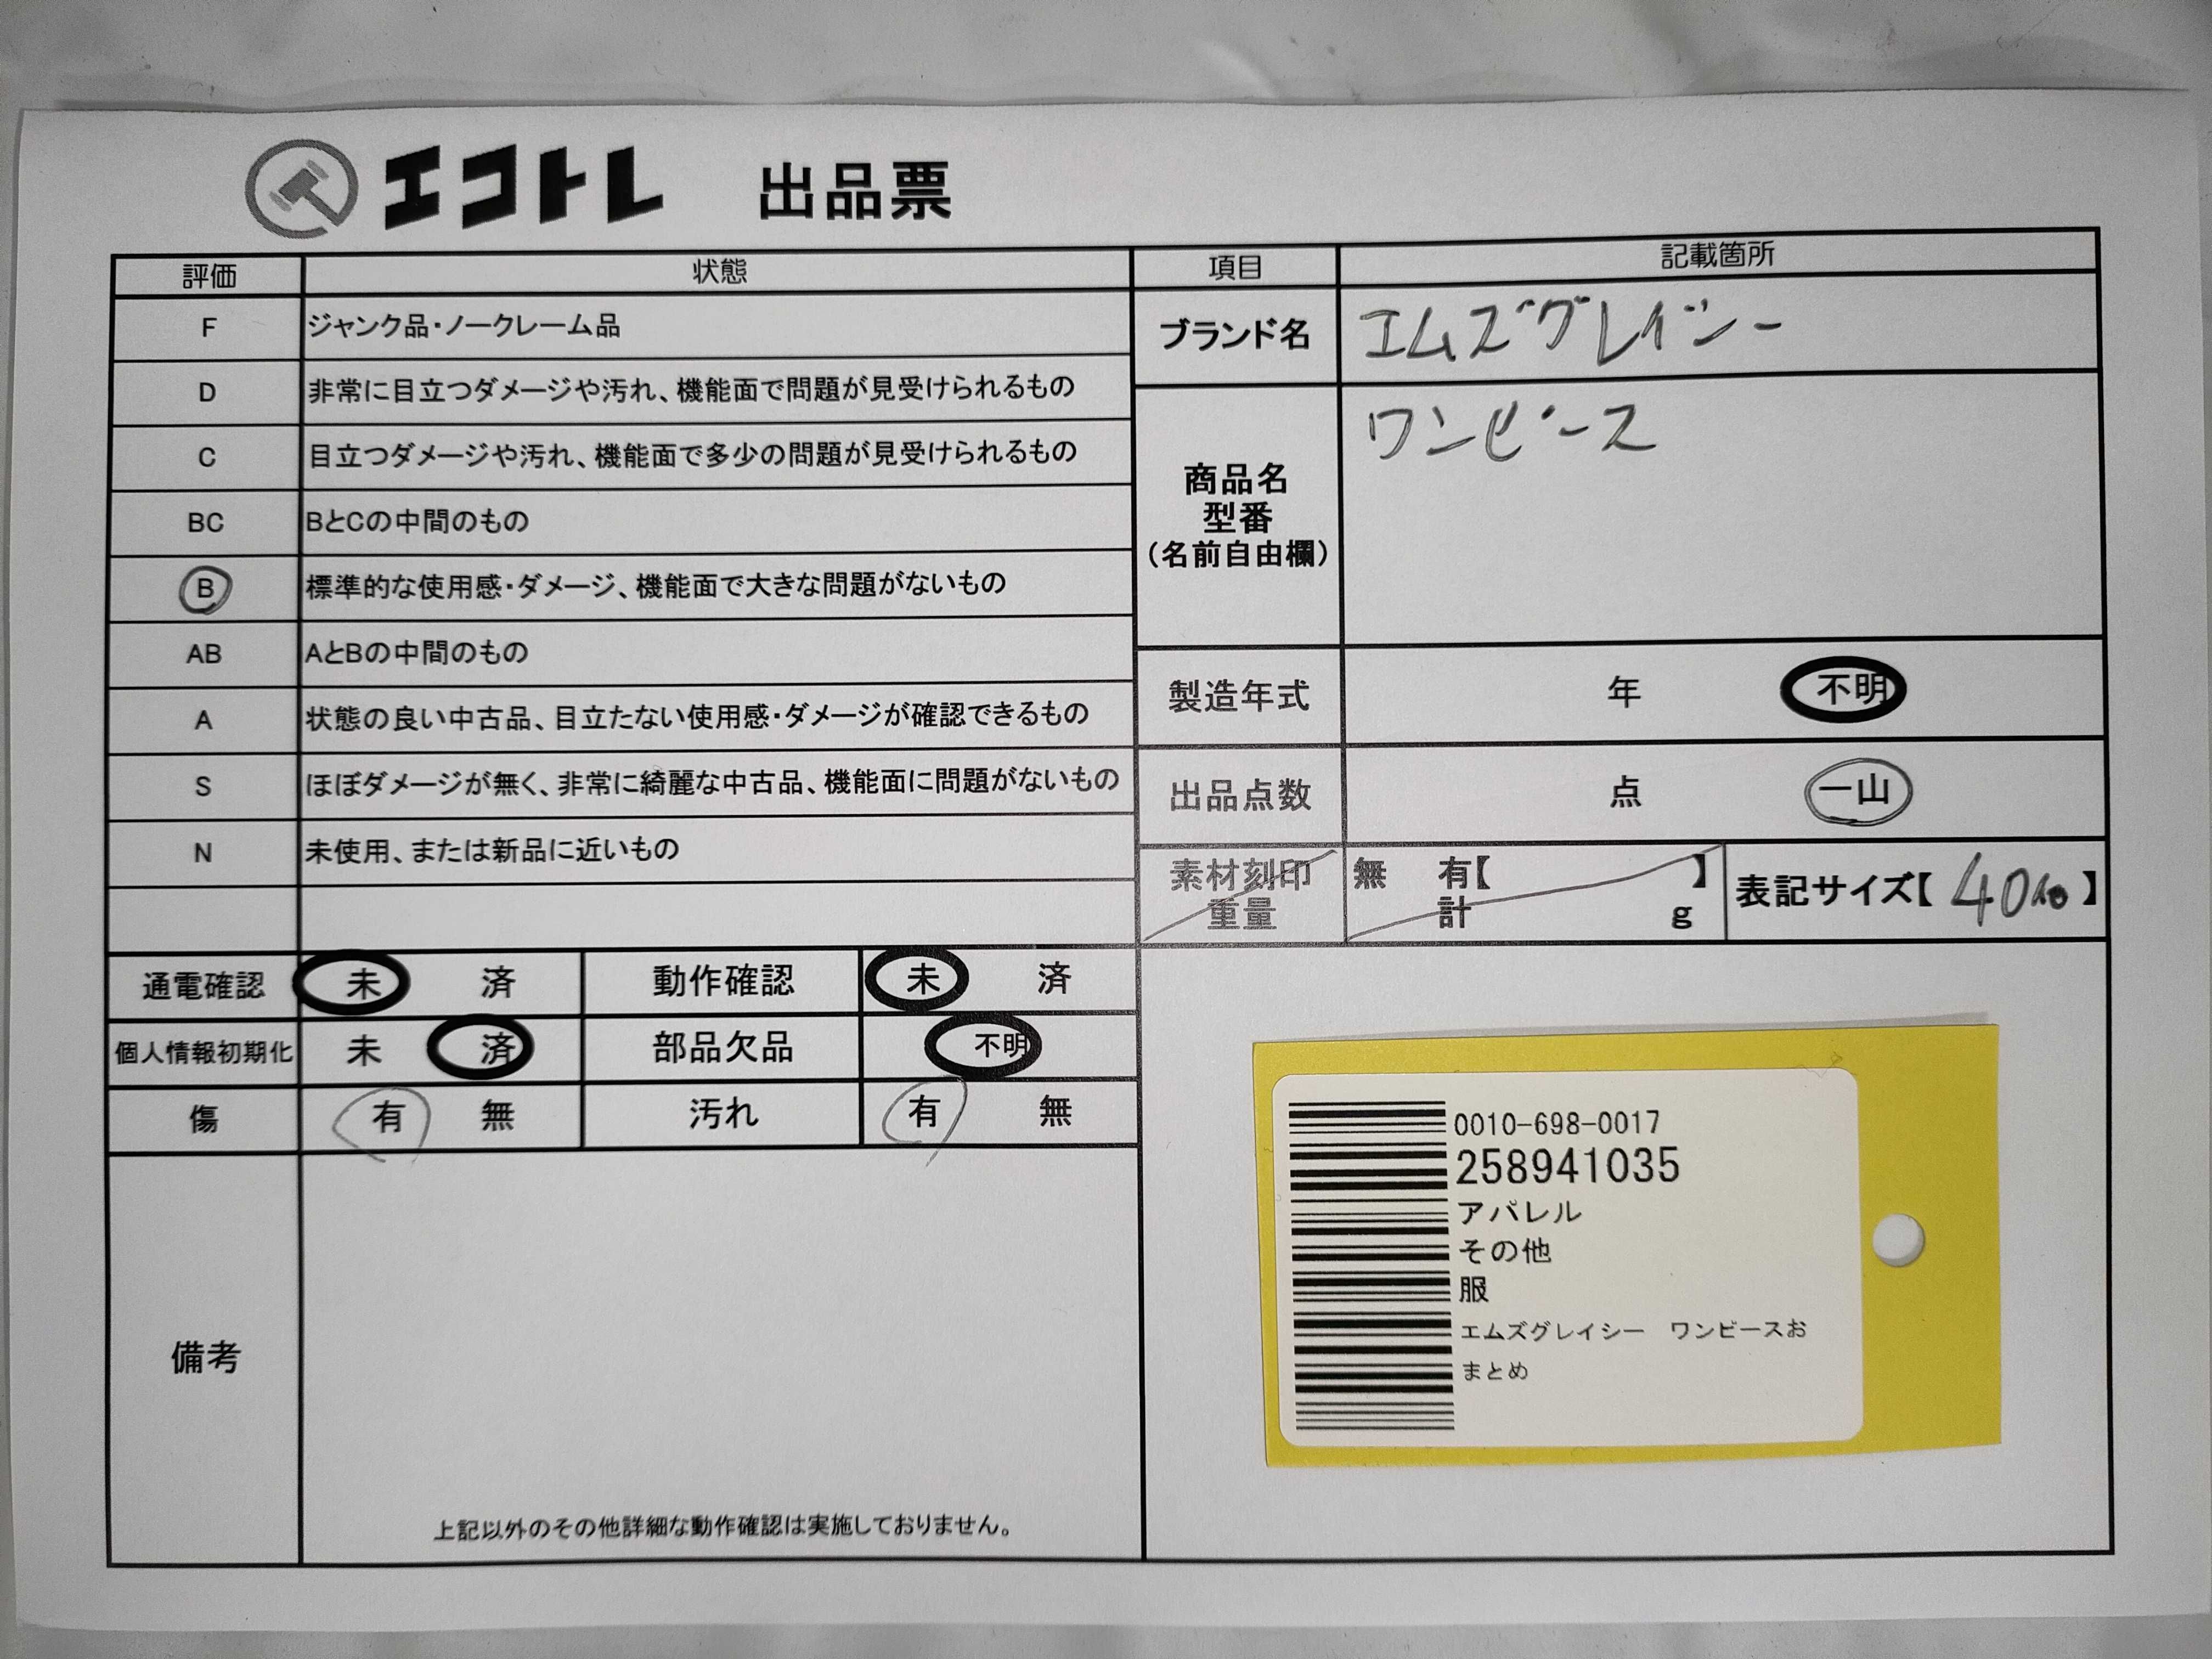 エコトレ 出品票
評価 状態
F ジャンク品・ノークレーム品
D 非常に目立つダメージや汚れ、機能面で問題が見受けられるもの
C 目立つダメージや汚れ、機能面で多少の問題が見受けられるもの
BC BとCの中間のもの
B 標準的な使用感・ダメージ、機能面で大きな問題がないもの
AB AとBの中間のもの
A 状態の良い中古品、目立たない使用感・ダメージが確認できるもの
S ほぼダメージが無く、非常に綺麗な中古品、機能面に問題がないもの
N 未使用、または新品に近いもの
通電確認 未 済 動作確認 未 済
個人情報初期化 未 済 部品欠品 不明
傷 有 無 汚れ 有 無
備考
上記以外のその他詳細な動作確認は実施しておりません。
項目 記載箇所
ブランド名 エムズグレイシー
商品名
型番
(名前自由欄)
ワンピース
製造年式 年 不明
出品点数 点 一山
素材刻印 無 有【 】
重量 計 g
表記サイズ【 40 】
0010-698-0017
258941035
アパレル
その他
服
エムズグレイシー ワンピースお
まとめ